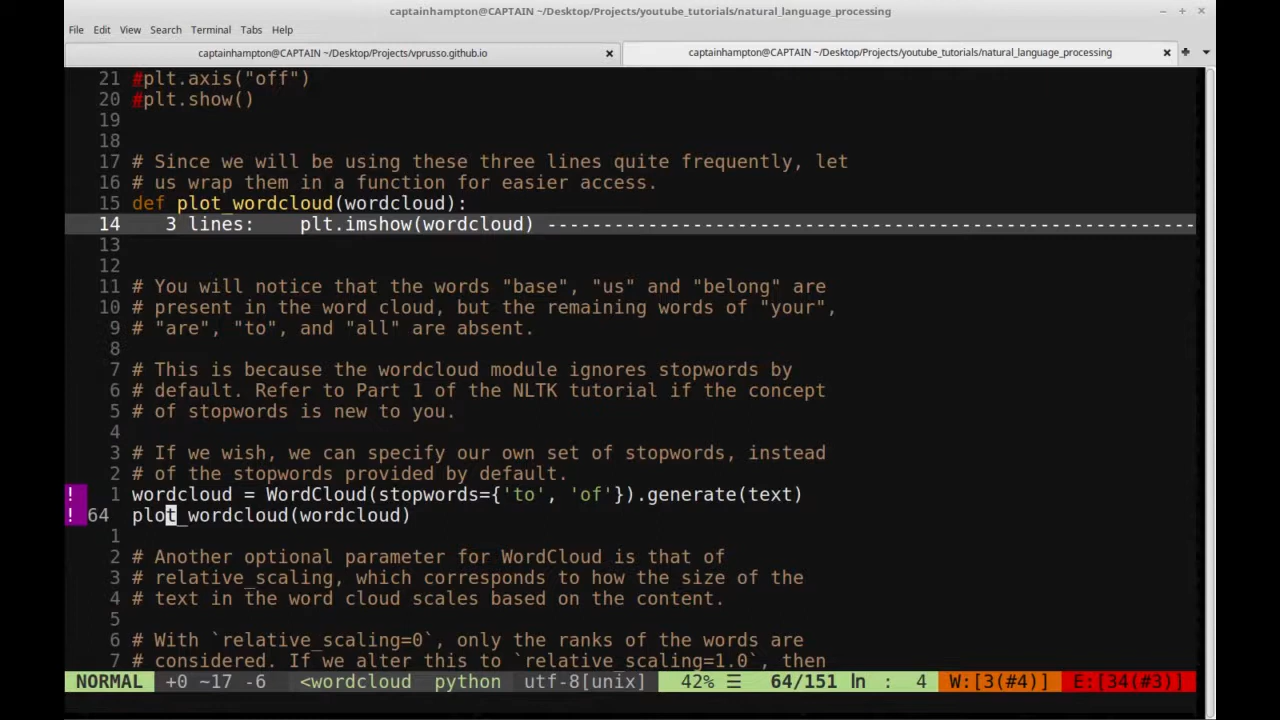 captainhampton@CAPTAIN ~/Desktop/Projects/youtube_tutorials/natural_language_processing
File Edit View Search Terminal Tabs Help
captainhampton@CAPTAIN ~/Desktop/Projects/vprusso.github.io captainhampton@CAPTAIN ~/Desktop/Projects/youtube_tutorials/natural_language_processing
21 #plt.axis("off")
20 #plt.show()
19
18
17 # Since we will be using these three lines quite frequently, let
16 # us wrap them in a function for easier access.
15 def plot_wordcloud(wordcloud):
14    3 lines:    plt.imshow(wordcloud) ----------------------------------------------------------
13
12
11 # You will notice that the words "base", "us" and "belong" are
10 # present in the word cloud, but the remaining words of "your",
9 # "are", "to", and "all" are absent.
8
7 # This is because the wordcloud module ignores stopwords by
6 # default. Refer to Part 1 of the NLTK tutorial if the concept
5 # of stopwords is new to you.
4
3 # If we wish, we can specify our own set of stopwords, instead
2 # of the stopwords provided by default.
! 1 wordcloud = WordCloud(stopwords={'to', 'of'}).generate(text)
! 64 plot_wordcloud(wordcloud)
1
2 # Another optional parameter for WordCloud is that of
3 # relative_scaling, which corresponds to how the size of the
4 # text in the word cloud scales based on the content.
5
6 # With `relative_scaling=0`, only the ranks of the words are
7 # considered. If we alter this to `relative_scaling=1.0`, then
NORMAL +0 ~17 -6 <wordcloud python utf-8[unix] 42% ☰ 64/151 ln : 4 W:[3(#4)] E:[34(#3)]